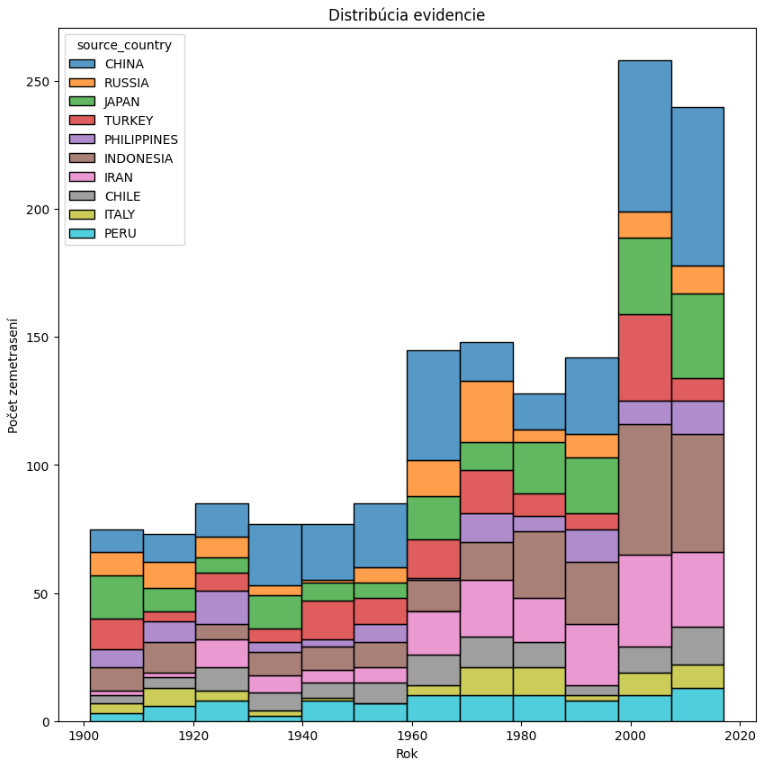 Distribúcia evidencie
source_country
CHINA
RUSSIA
JAPAN
TURKEY
PHILIPPINES
INDONESIA
IRAN
CHILE
ITALY
PERU
Počet zemetrasení
250
200
150
100
50
0
1900 1920 1940 1960 1980 2000 2020
Rok